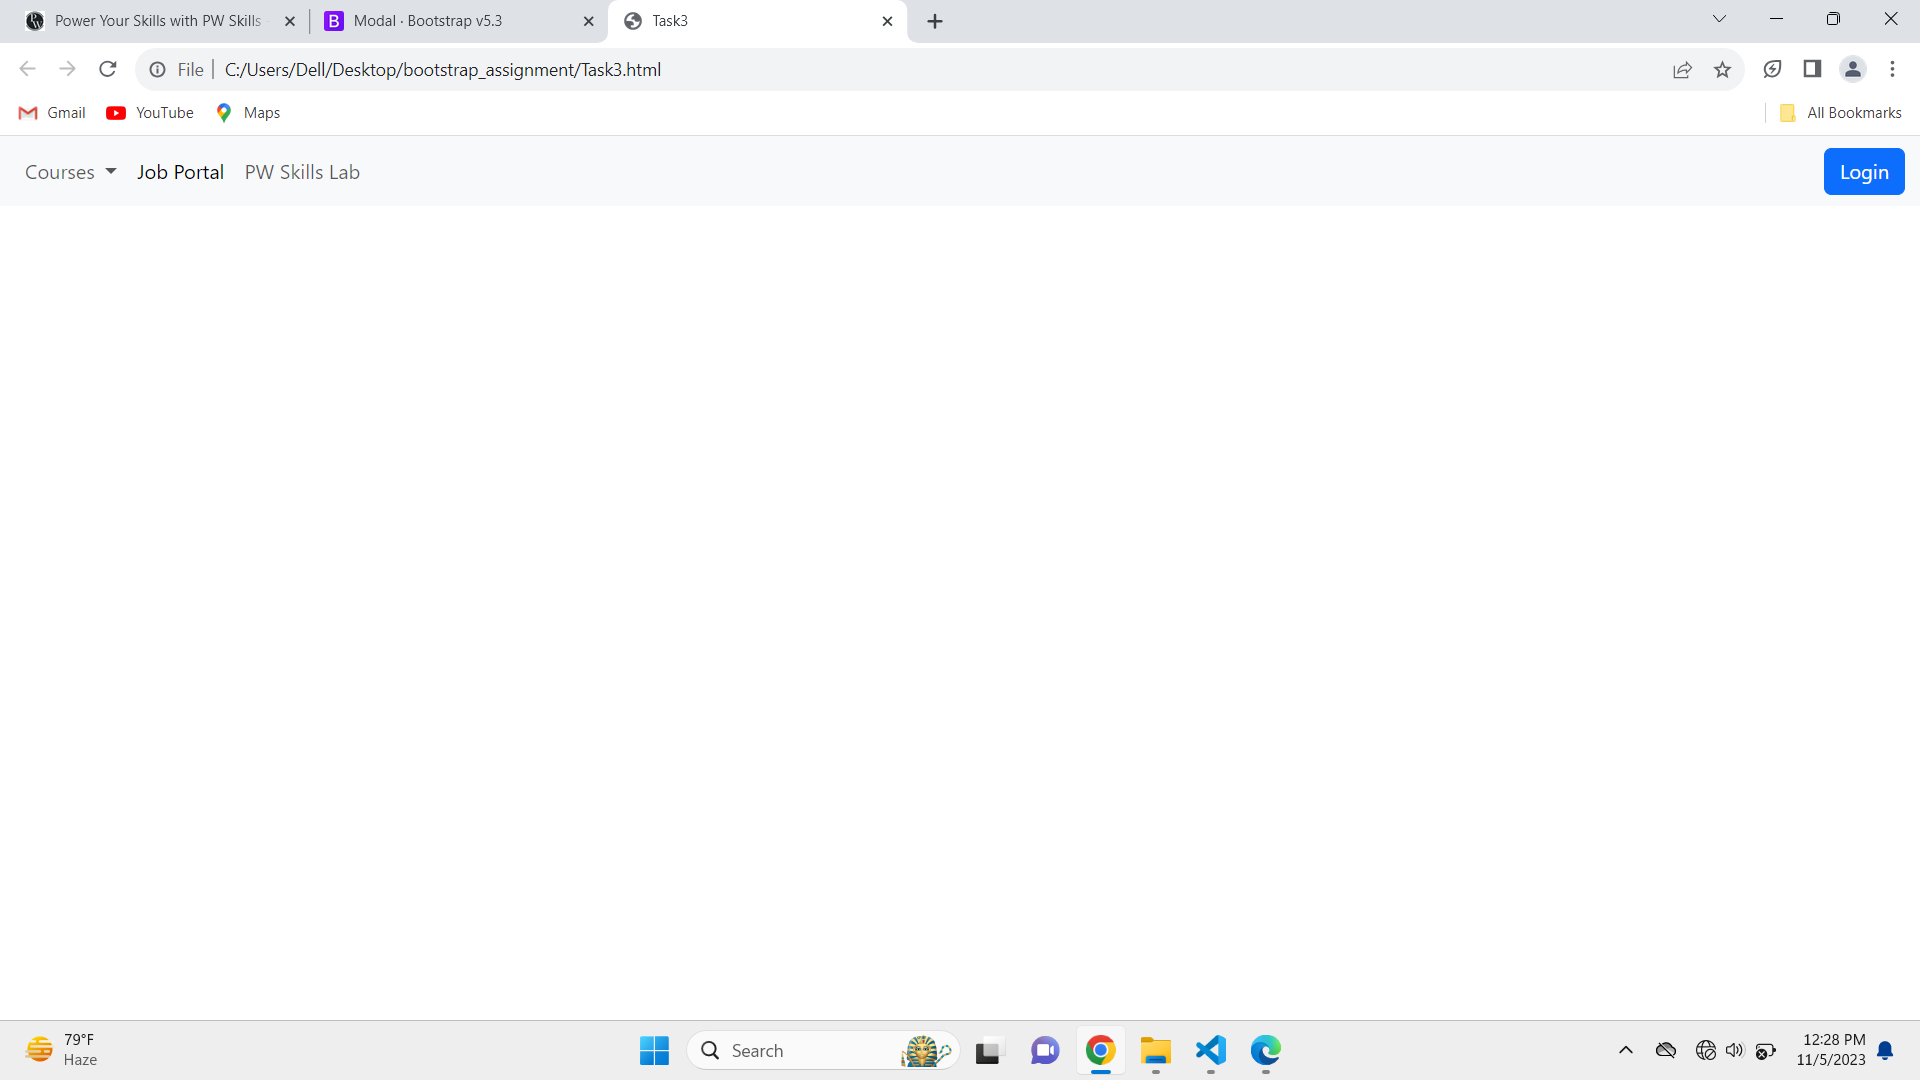 Power Your Skills with PW Skills
Modal · Bootstrap v5.3
Task3
File
C:/Users/Dell/Desktop/bootstrap_assignment/Task3.html
Gmail
YouTube
Maps
All Bookmarks
Courses
Job Portal
PW Skills Lab
Login
79°F
Haze
Search
12:28 PM
11/5/2023